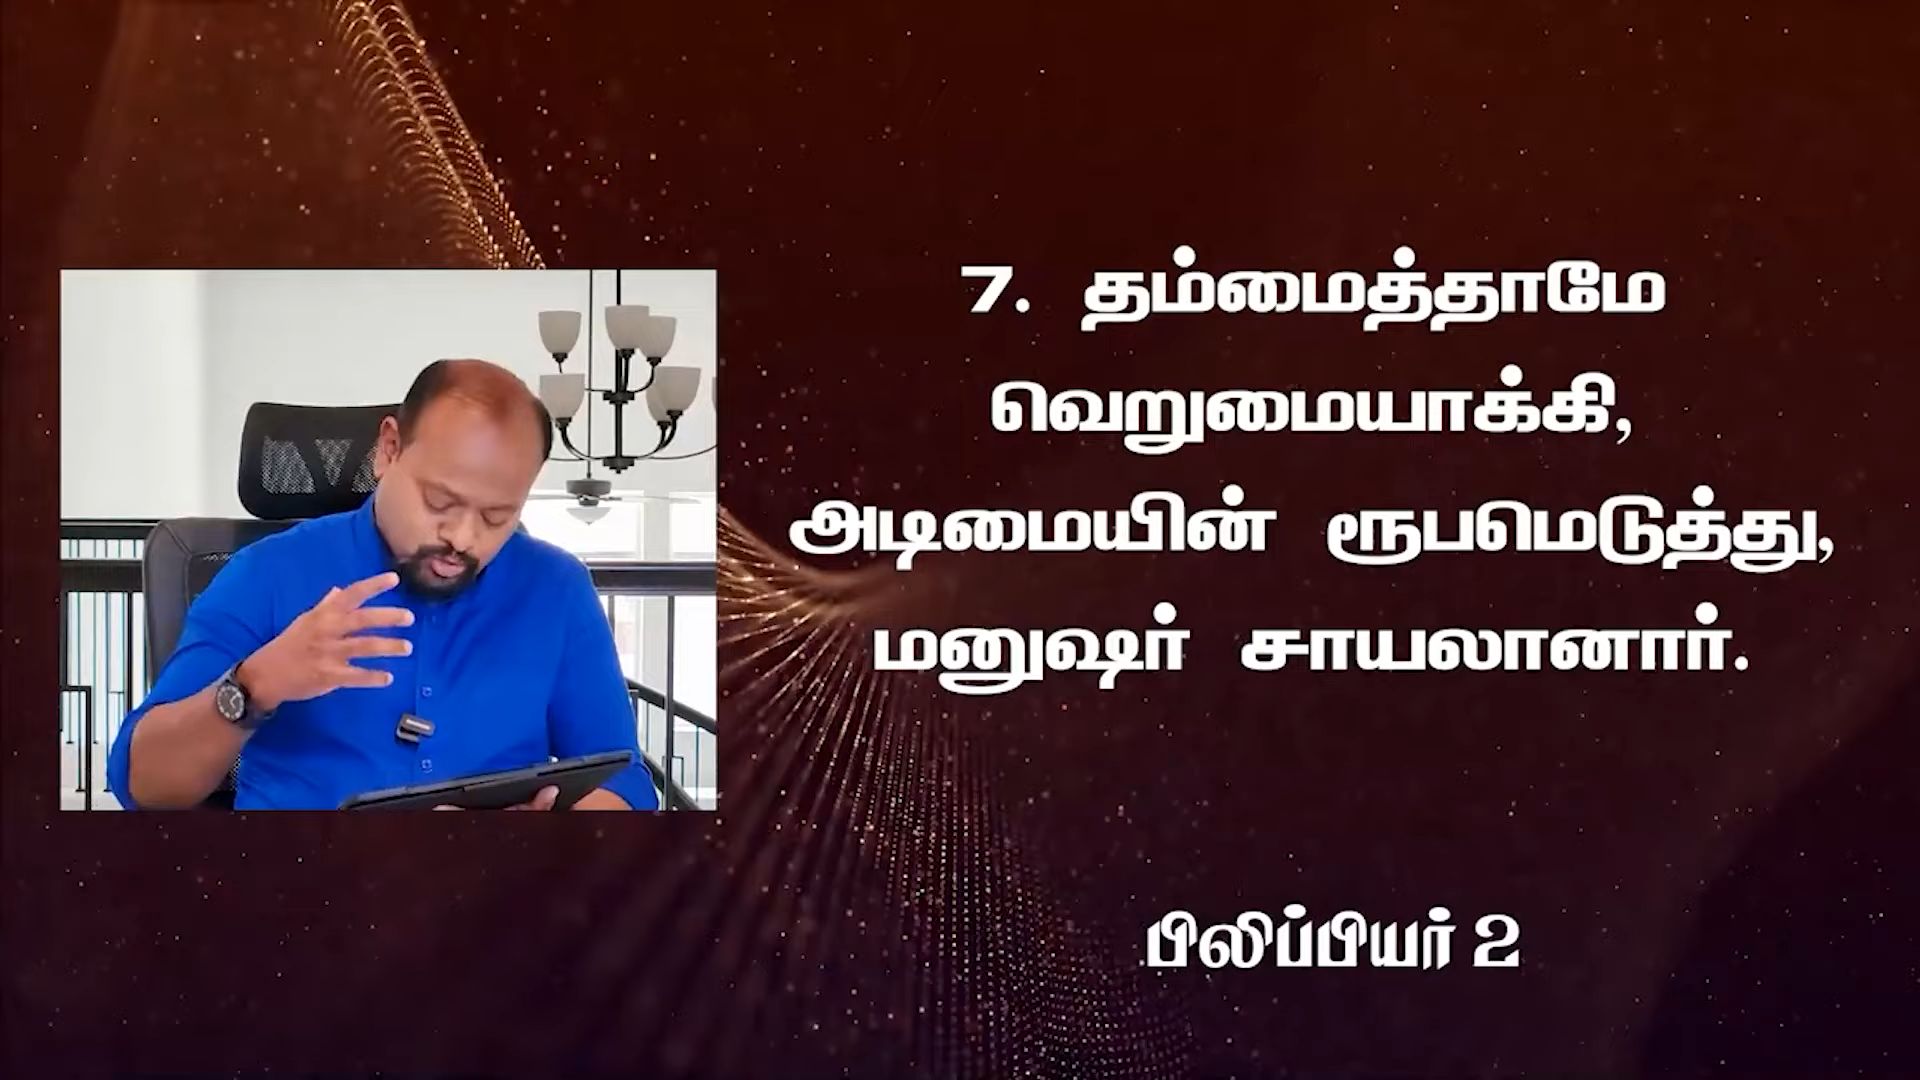 7. தம்மைத்தாமே
வெறுமையாக்கி,
அடிமையின் ரூபமெடுத்து,
மனுஷர் சாயலானார்.
பிலிப்பியர் 2